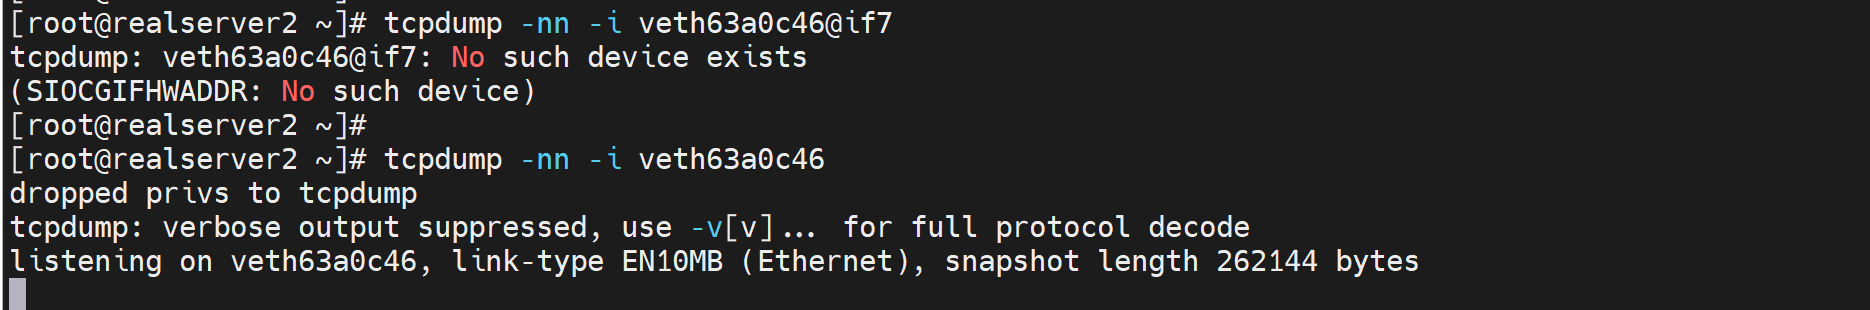 [root@realserver2 ~]# tcpdump -nn -i veth63a0c46@if7
tcpdump: veth63a0c46@if7: No such device exists
(SIOCGIFHWADDR: No such device)
[root@realserver2 ~]#
[root@realserver2 ~]# tcpdump -nn -i veth63a0c46
dropped privs to tcpdump
tcpdump: verbose output suppressed, use -v[v]... for full protocol decode
listening on veth63a0c46, link-type EN10MB (Ethernet), snapshot length 262144 bytes